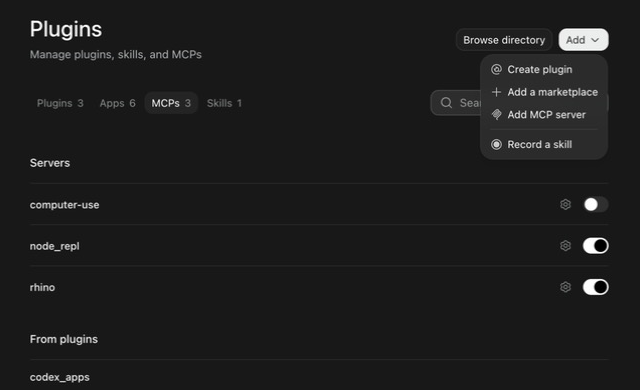 Plugins
Manage plugins, skills, and MCPs
Browse directory
Add
Create plugin
Add a marketplace
Add MCP server
Record a skill
Plugins 3
Apps 6
MCPs 3
Skills 1
Servers
computer-use
node_repl
rhino
From plugins
codex_apps